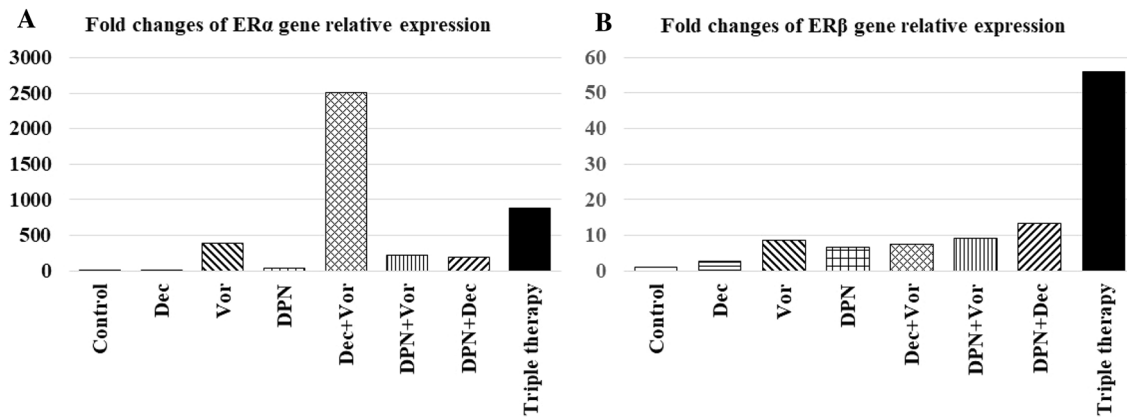 A
Fold changes of ERα gene relative expression
3000
2500
2000
1500
1000
500
0
Control
Dec
Vor
DPN
Dec+Vor
DPN+Vor
DPN+Dec
Triple therapy
B
Fold changes of ERβ gene relative expression
60
50
40
30
20
10
0
Control
Dec
Vor
DPN
Dec+Vor
DPN+Vor
DPN+Dec
Triple therapy